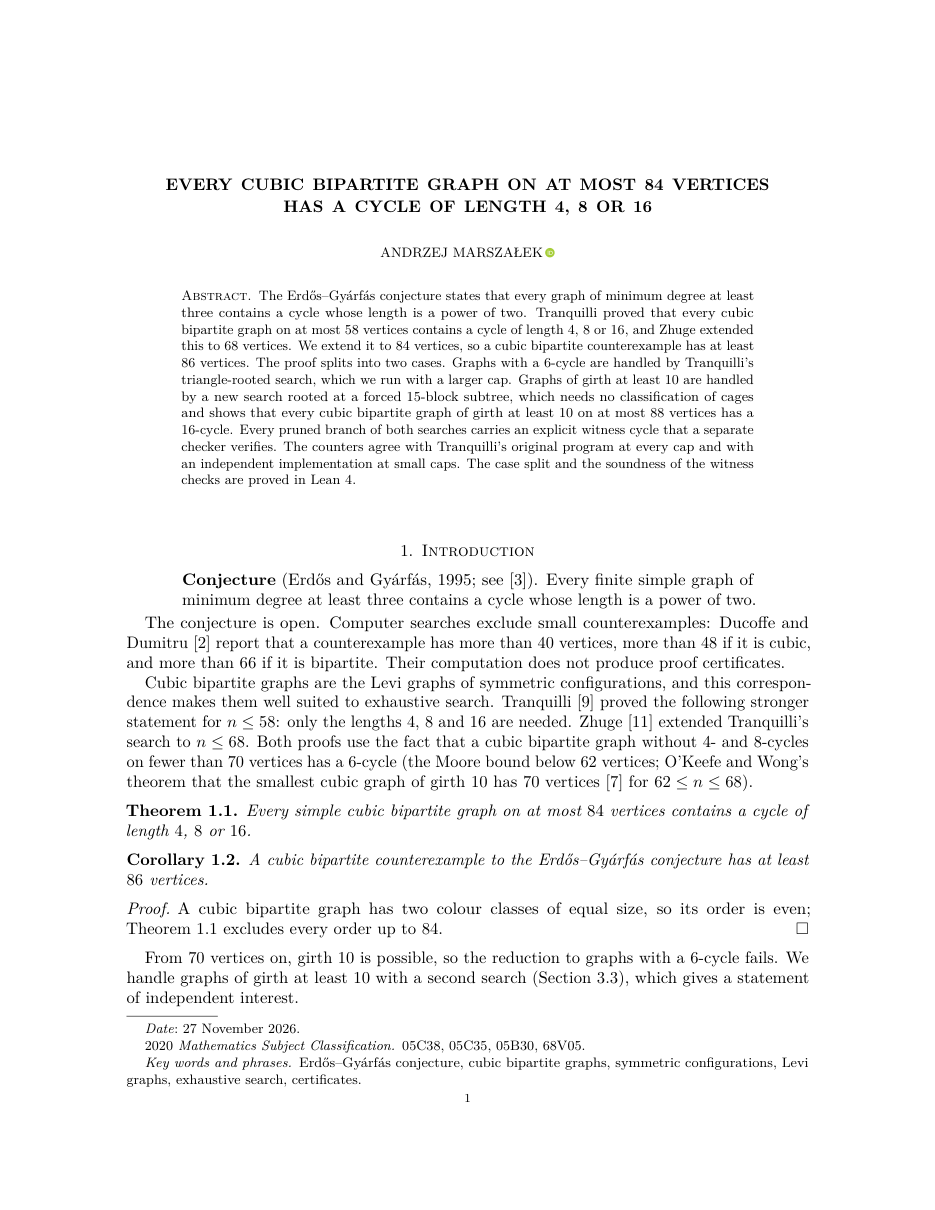 EVERY CUBIC BIPARTITE GRAPH ON AT MOST 84 VERTICES
HAS A CYCLE OF LENGTH 4, 8 OR 16
ANDRZEJ MARSZAŁEK
Abstract. The Erdős–Gyárfás conjecture states that every graph of minimum degree at least
three contains a cycle whose length is a power of two. Tranquilli proved that every cubic
bipartite graph on at most 58 vertices contains a cycle of length 4, 8 or 16, and Zhuge extended
this to 68 vertices. We extend it to 84 vertices, so a cubic bipartite counterexample has at least
86 vertices. The proof splits into two cases. Graphs with a 6-cycle are handled by Tranquilli's
triangle-rooted search, which we run with a larger cap. Graphs of girth at least 10 are handled
by a new search rooted at a forced 15-block subtree, which needs no classification of cages
and shows that every cubic bipartite graph of girth at least 10 on at most 88 vertices has a
16-cycle. Every pruned branch of both searches carries an explicit witness cycle that a separate
checker verifies. The counters agree with Tranquilli's original program at every cap and with
an independent implementation at small caps. The case split and the soundness of the witness
checks are proved in Lean 4.
1. Introduction
Conjecture (Erdős and Gyárfás, 1995; see [3]). Every finite simple graph of
minimum degree at least three contains a cycle whose length is a power of two.
The conjecture is open. Computer searches exclude small counterexamples: Ducoffe and
Dumitru [2] report that a counterexample has more than 40 vertices, more than 48 if it is cubic,
and more than 66 if it is bipartite. Their computation does not produce proof certificates.
Cubic bipartite graphs are the Levi graphs of symmetric configurations, and this correspon-
dence makes them well suited to exhaustive search. Tranquilli [9] proved the following stronger
statement for n ≤ 58: only the lengths 4, 8 and 16 are needed. Zhuge [11] extended Tranquilli's
search to n ≤ 68. Both proofs use the fact that a cubic bipartite graph without 4- and 8-cycles
on fewer than 70 vertices has a 6-cycle (the Moore bound below 62 vertices; O'Keefe and Wong's
theorem that the smallest cubic graph of girth 10 has 70 vertices [7] for 62 ≤ n ≤ 68).
Theorem 1.1. Every simple cubic bipartite graph on at most 84 vertices contains a cycle of
length 4, 8 or 16.
Corollary 1.2. A cubic bipartite counterexample to the Erdős–Gyárfás conjecture has at least
86 vertices.
Proof. A cubic bipartite graph has two colour classes of equal size, so its order is even;
Theorem 1.1 excludes every order up to 84. □
From 70 vertices on, girth 10 is possible, so the reduction to graphs with a 6-cycle fails. We
handle graphs of girth at least 10 with a second search (Section 3.3), which gives a statement
of independent interest.
Date: 27 November 2026.
2020 Mathematics Subject Classification. 05C38, 05C35, 05B30, 68V05.
Key words and phrases. Erdős–Gyárfás conjecture, cubic bipartite graphs, symmetric configurations, Levi
graphs, exhaustive search, certificates.
1